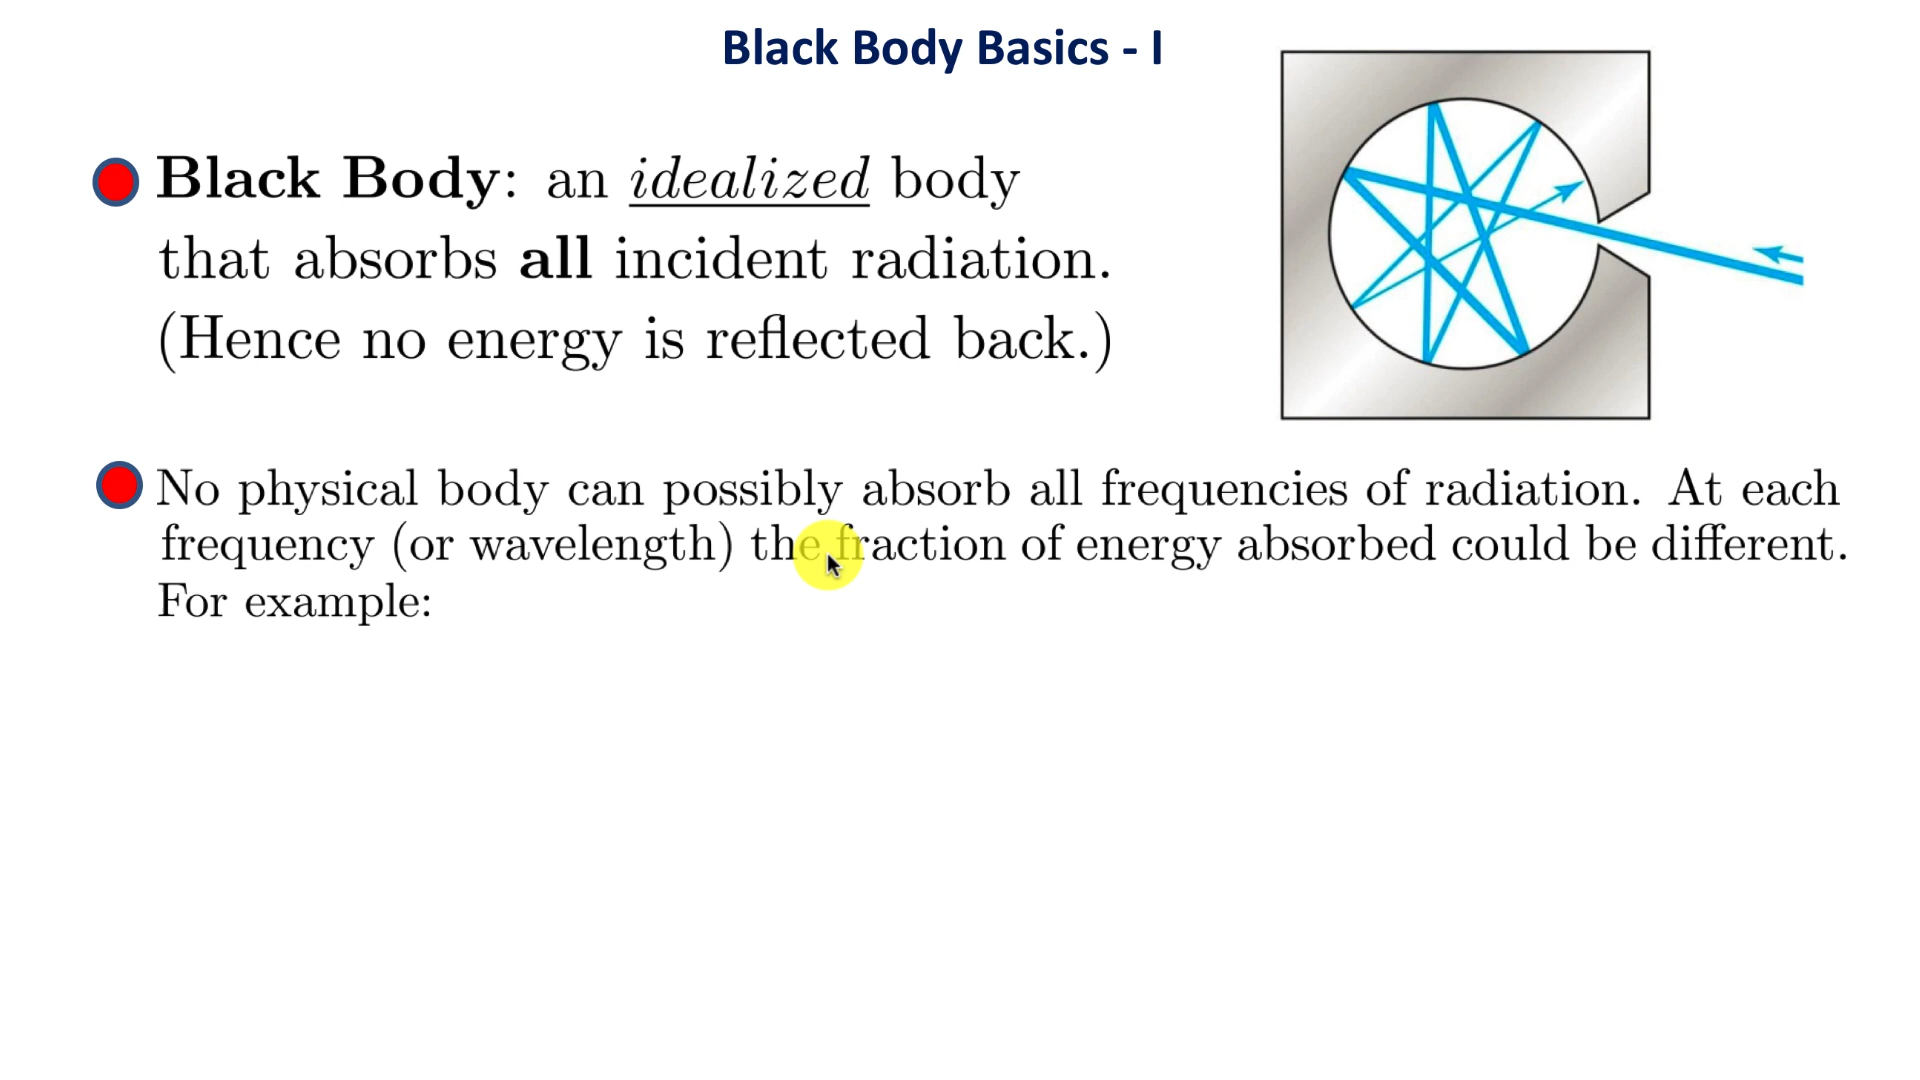 Black Body Basics - I
Black Body: an idealized body
that absorbs all incident radiation.
(Hence no energy is reflected back.)
No physical body can possibly absorb all frequencies of radiation. At each
frequency (or wavelength) the fraction of energy absorbed could be different.
For example: